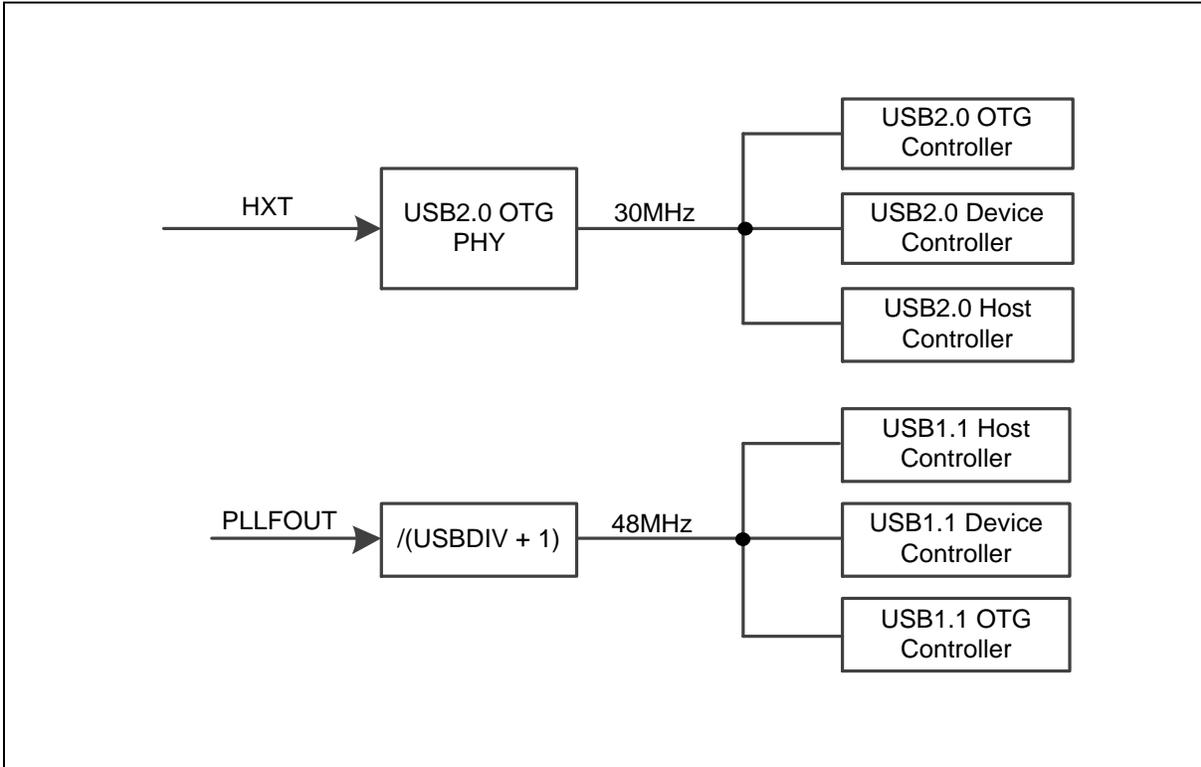 HXT
USB2.0 OTG
PHY
30MHz
USB2.0 OTG
Controller
USB2.0 Device
Controller
USB2.0 Host
Controller
PLLFOUT
/(USBDIV + 1)
48MHz
USB1.1 Host
Controller
USB1.1 Device
Controller
USB1.1 OTG
Controller